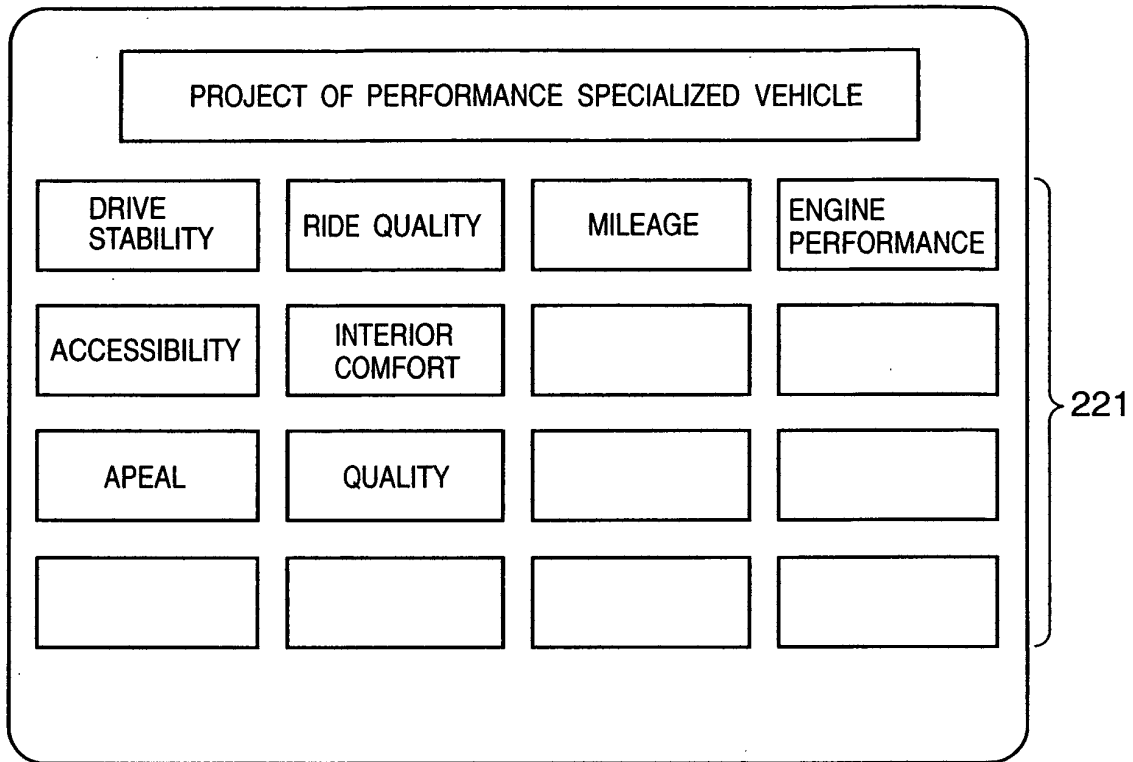 PROJECT OF PERFORMANCE SPECIALIZED VEHICLE
DRIVE
STABILITY
RIDE QUALITY
MILEAGE
ENGINE
PERFORMANCE
ACCESSIBILITY
INTERIOR
COMFORT
221
APEAL
QUALITY